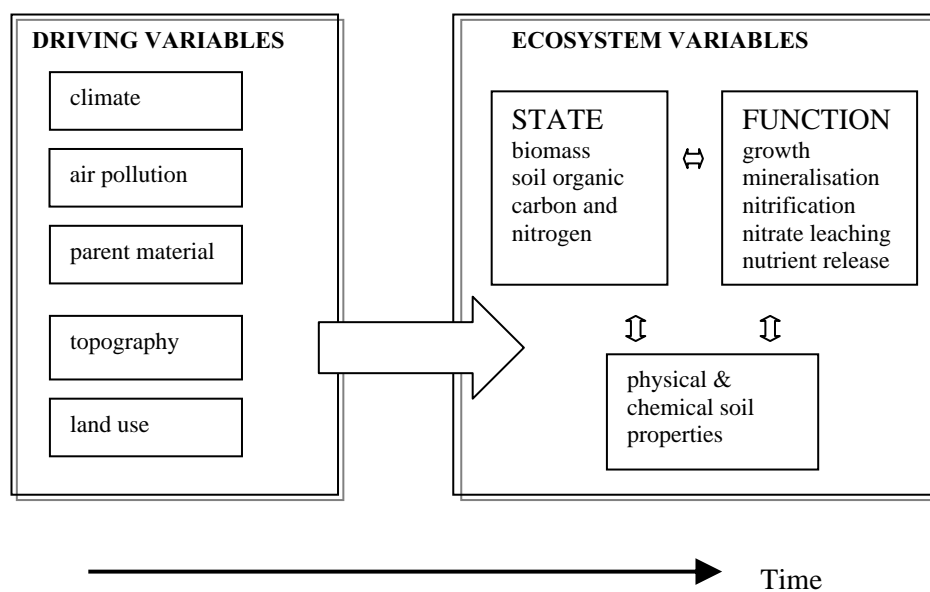 DRIVING VARIABLES
climate
air pollution
parent material
topography
land use
ECOSYSTEM VARIABLES
STATE
biomass
soil organic
carbon and
nitrogen
FUNCTION
growth
mineralisation
nitrification
nitrate leaching
nutrient release
physical &
chemical soil
properties
Time